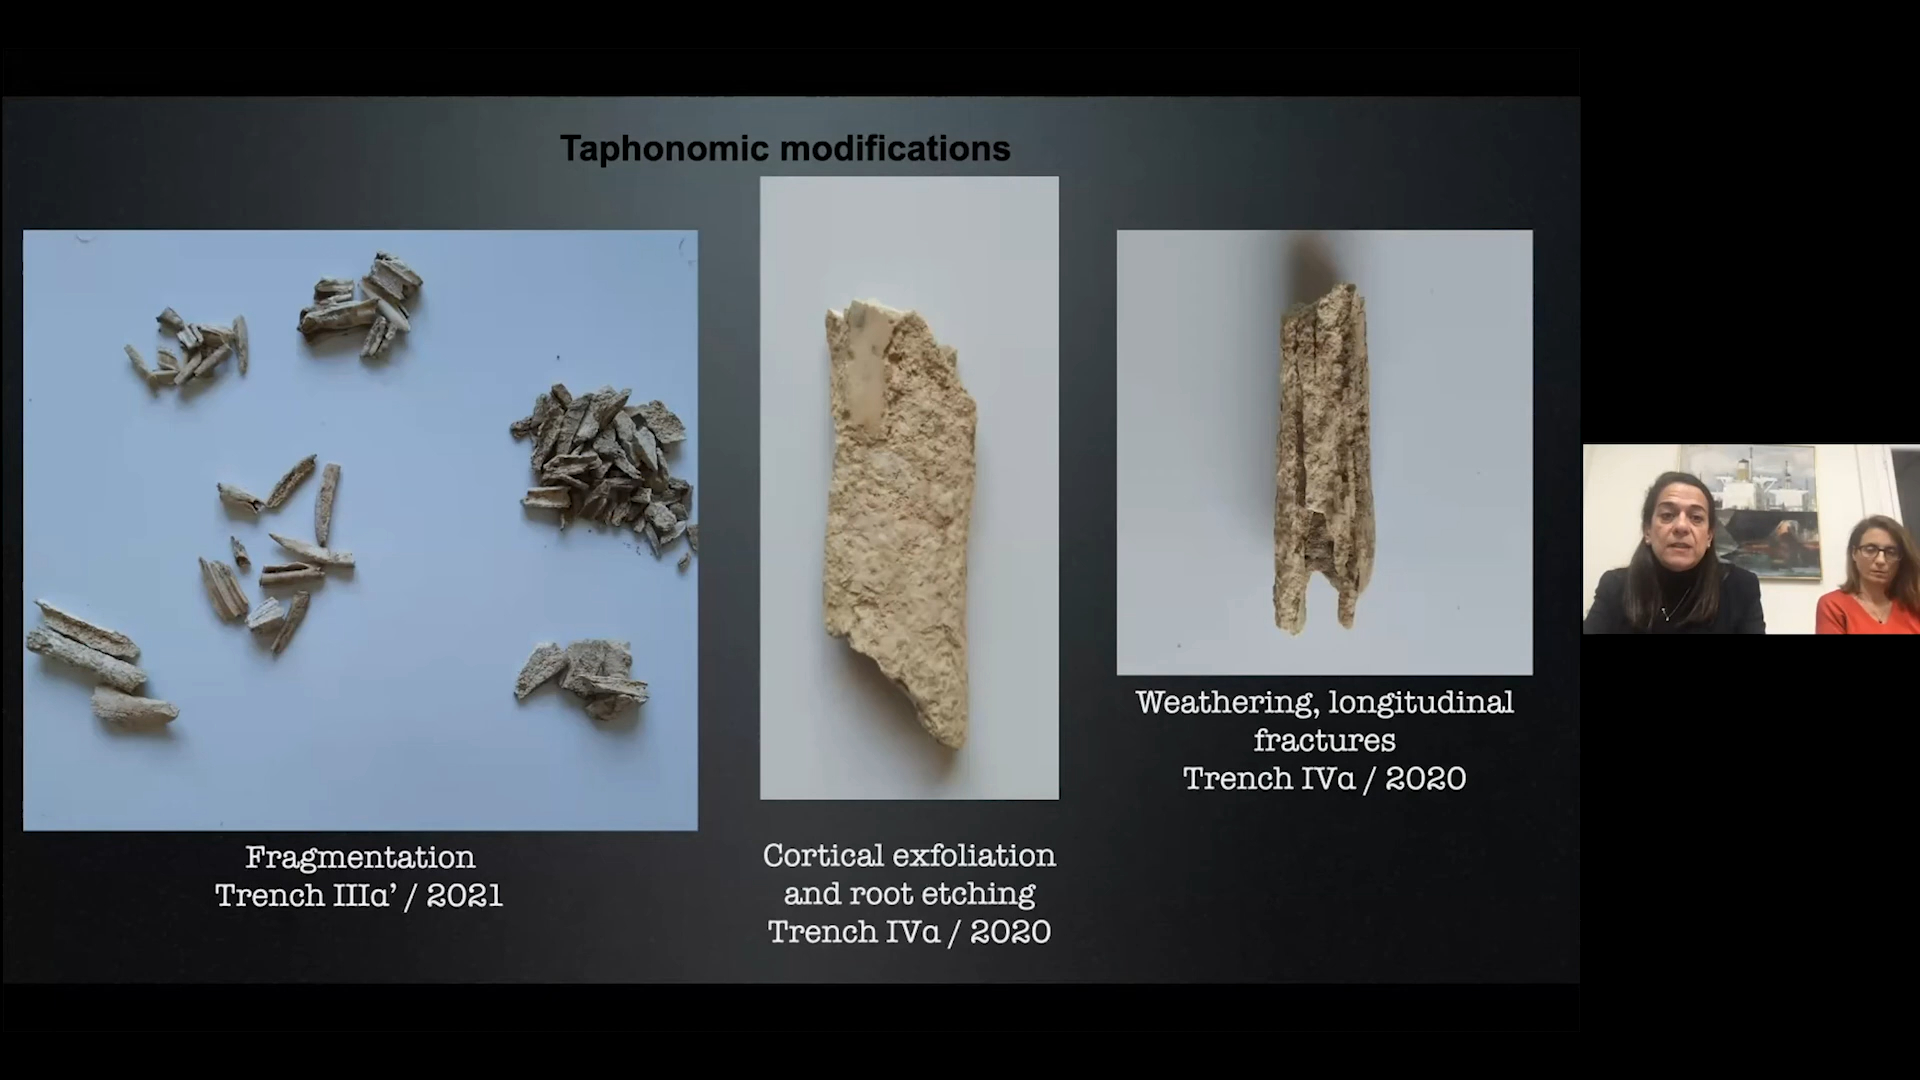 Taphonomic modifications
Fragmentation
Trench IIIα’ / 2021
Cortical exfoliation
and root etching
Trench IVα / 2020
Weathering, longitudinal
fractures
Trench IVα / 2020